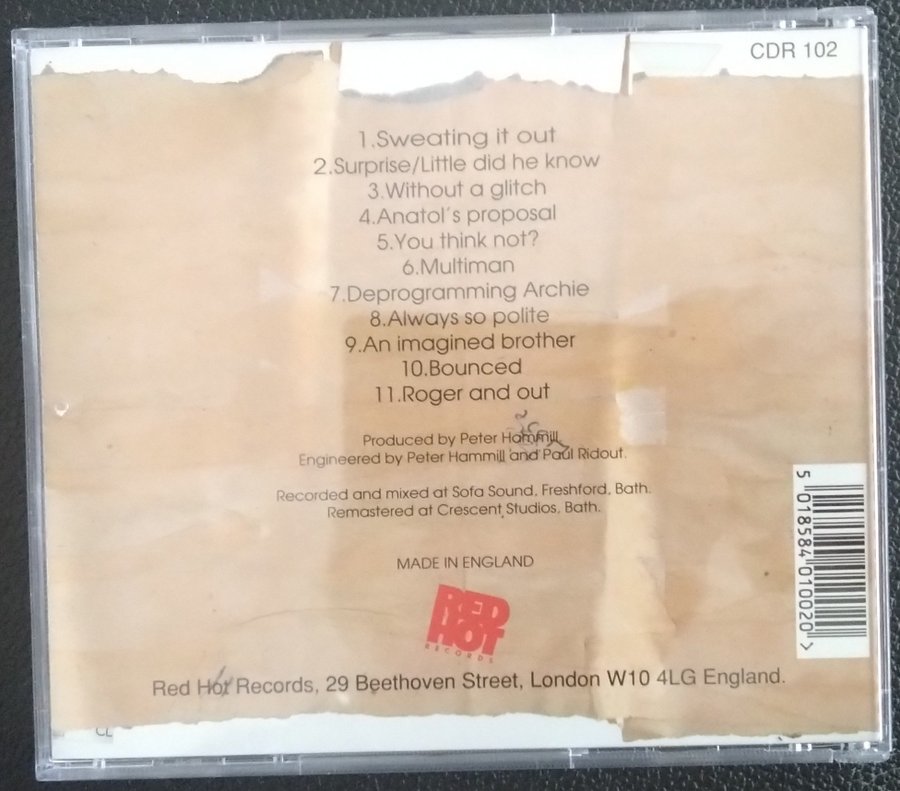 CDR 102
1.Sweating it out
2.Surprise/Little did he know
3.Without a glitch
4.Anatol's proposal
5.You think not?
6.Multiman
7.Deprogramming Archie
8.Always so polite
9.An imagined brother
10.Bounced
11.Roger and out
Produced by Peter Hammill
Engineered by Peter Hammill and Paul Ridout.
Recorded and mixed at Sofa Sound, Freshford, Bath.
Remastered at Crescent Studios, Bath.
5 018584 010020 >
MADE IN ENGLAND
RED
HOT
RECORDS
Red Hot Records, 29 Beethoven Street, London W10 4LG England.